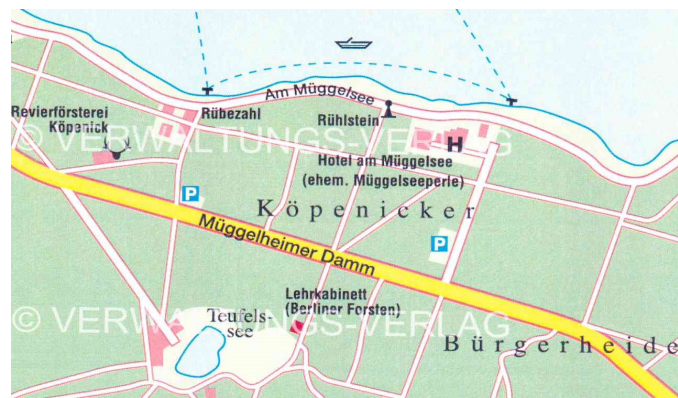 Am Müggelsee
Revierförsterei
Köpenick
Rübezahl
Rühlstein
© VERWALTUNGS-VERLAG
H
Hotel am Müggelsee
(ehem. Müggelseeperle)
P
Köpenicker
P
Müggelheimer Damm
Lehrkabinett
(Berliner Forsten)
Teufels-
see
© VERWALTUNGS-VERLAG
Bürgerheide